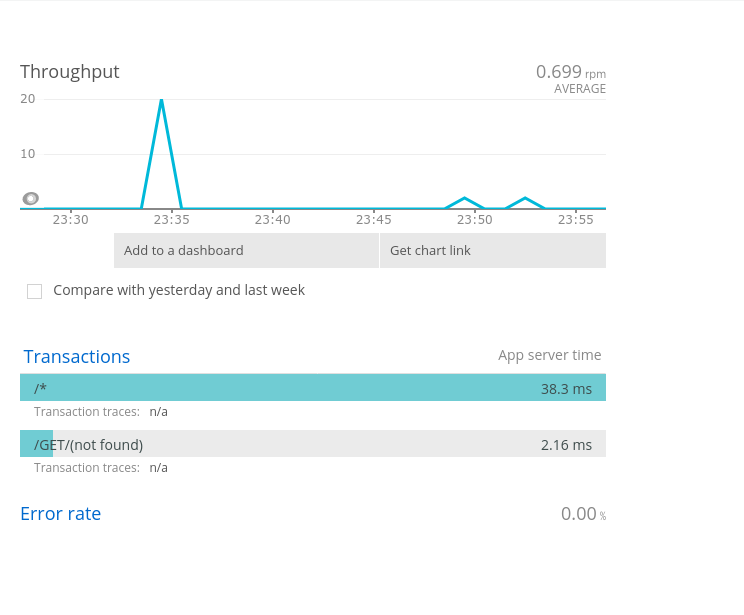 Throughput
0.699 rpm
AVERAGE
20
10
23:30 23:35 23:40 23:45 23:50 23:55
Add to a dashboard Get chart link
Compare with yesterday and last week
Transactions App server time
/* 38.3 ms
Transaction traces: n/a
/GET/(not found) 2.16 ms
Transaction traces: n/a
Error rate 0.00 %